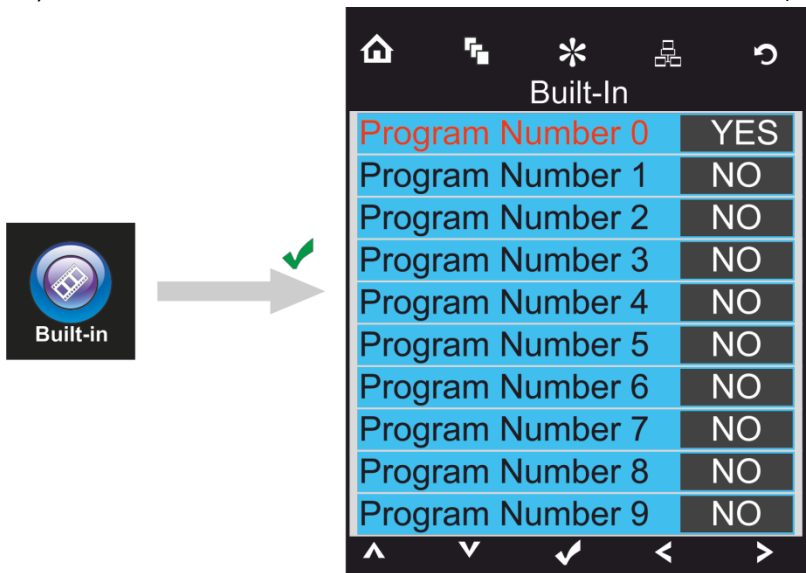 Built-In
Program Number 0 YES
Program Number 1 NO
Program Number 2 NO
Program Number 3 NO
Program Number 4 NO
Program Number 5 NO
Program Number 6 NO
Program Number 7 NO
Program Number 8 NO
Program Number 9 NO
Built-in